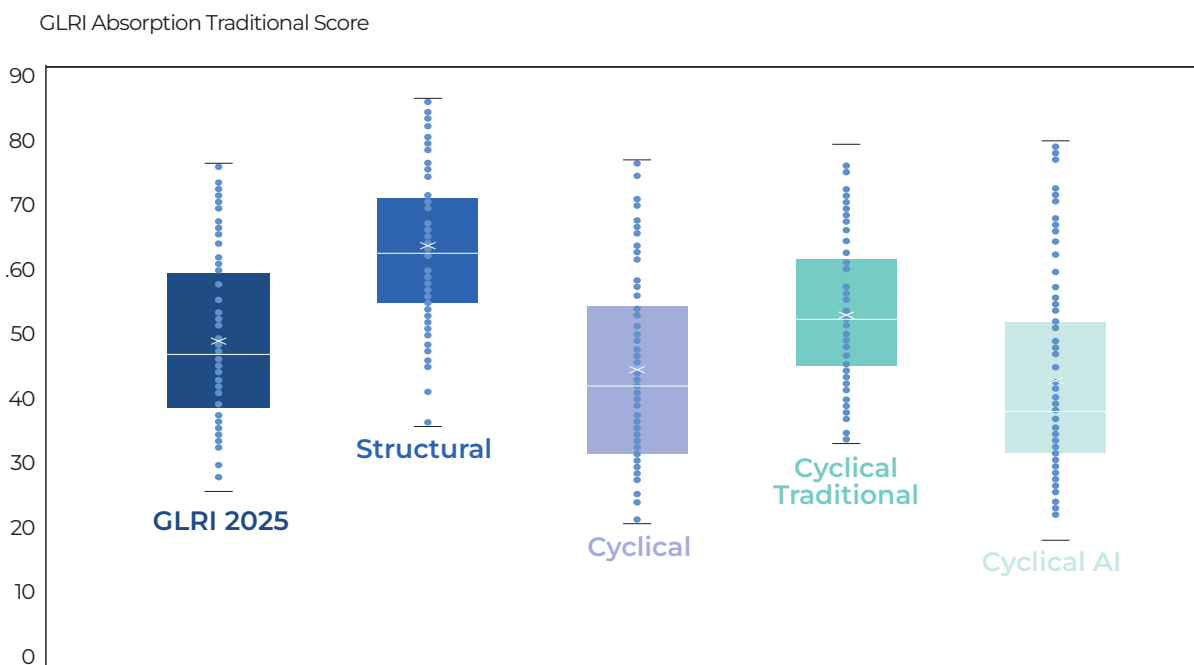 GLRI Absorption Traditional Score
90
80
70
.60
50
40
30
20
10
0
GLRI 2025
Structural
Cyclical
Cyclical
Traditional
Cyclical AI